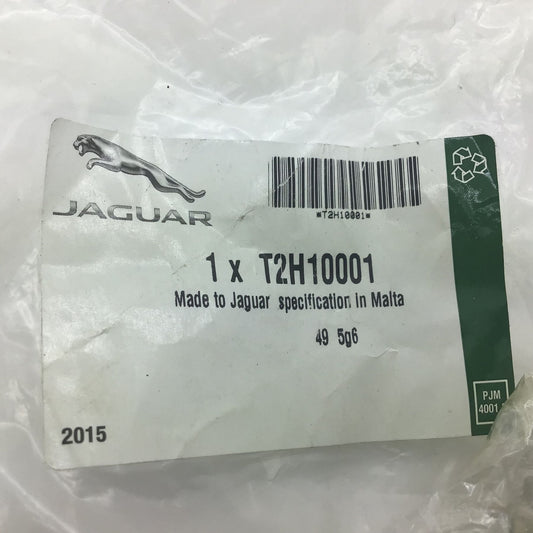 JAGUAR
*T2H10001*
1 x T2H10001
Made to Jaguar specification in Malta
49 5g6
2015
PJM
4001